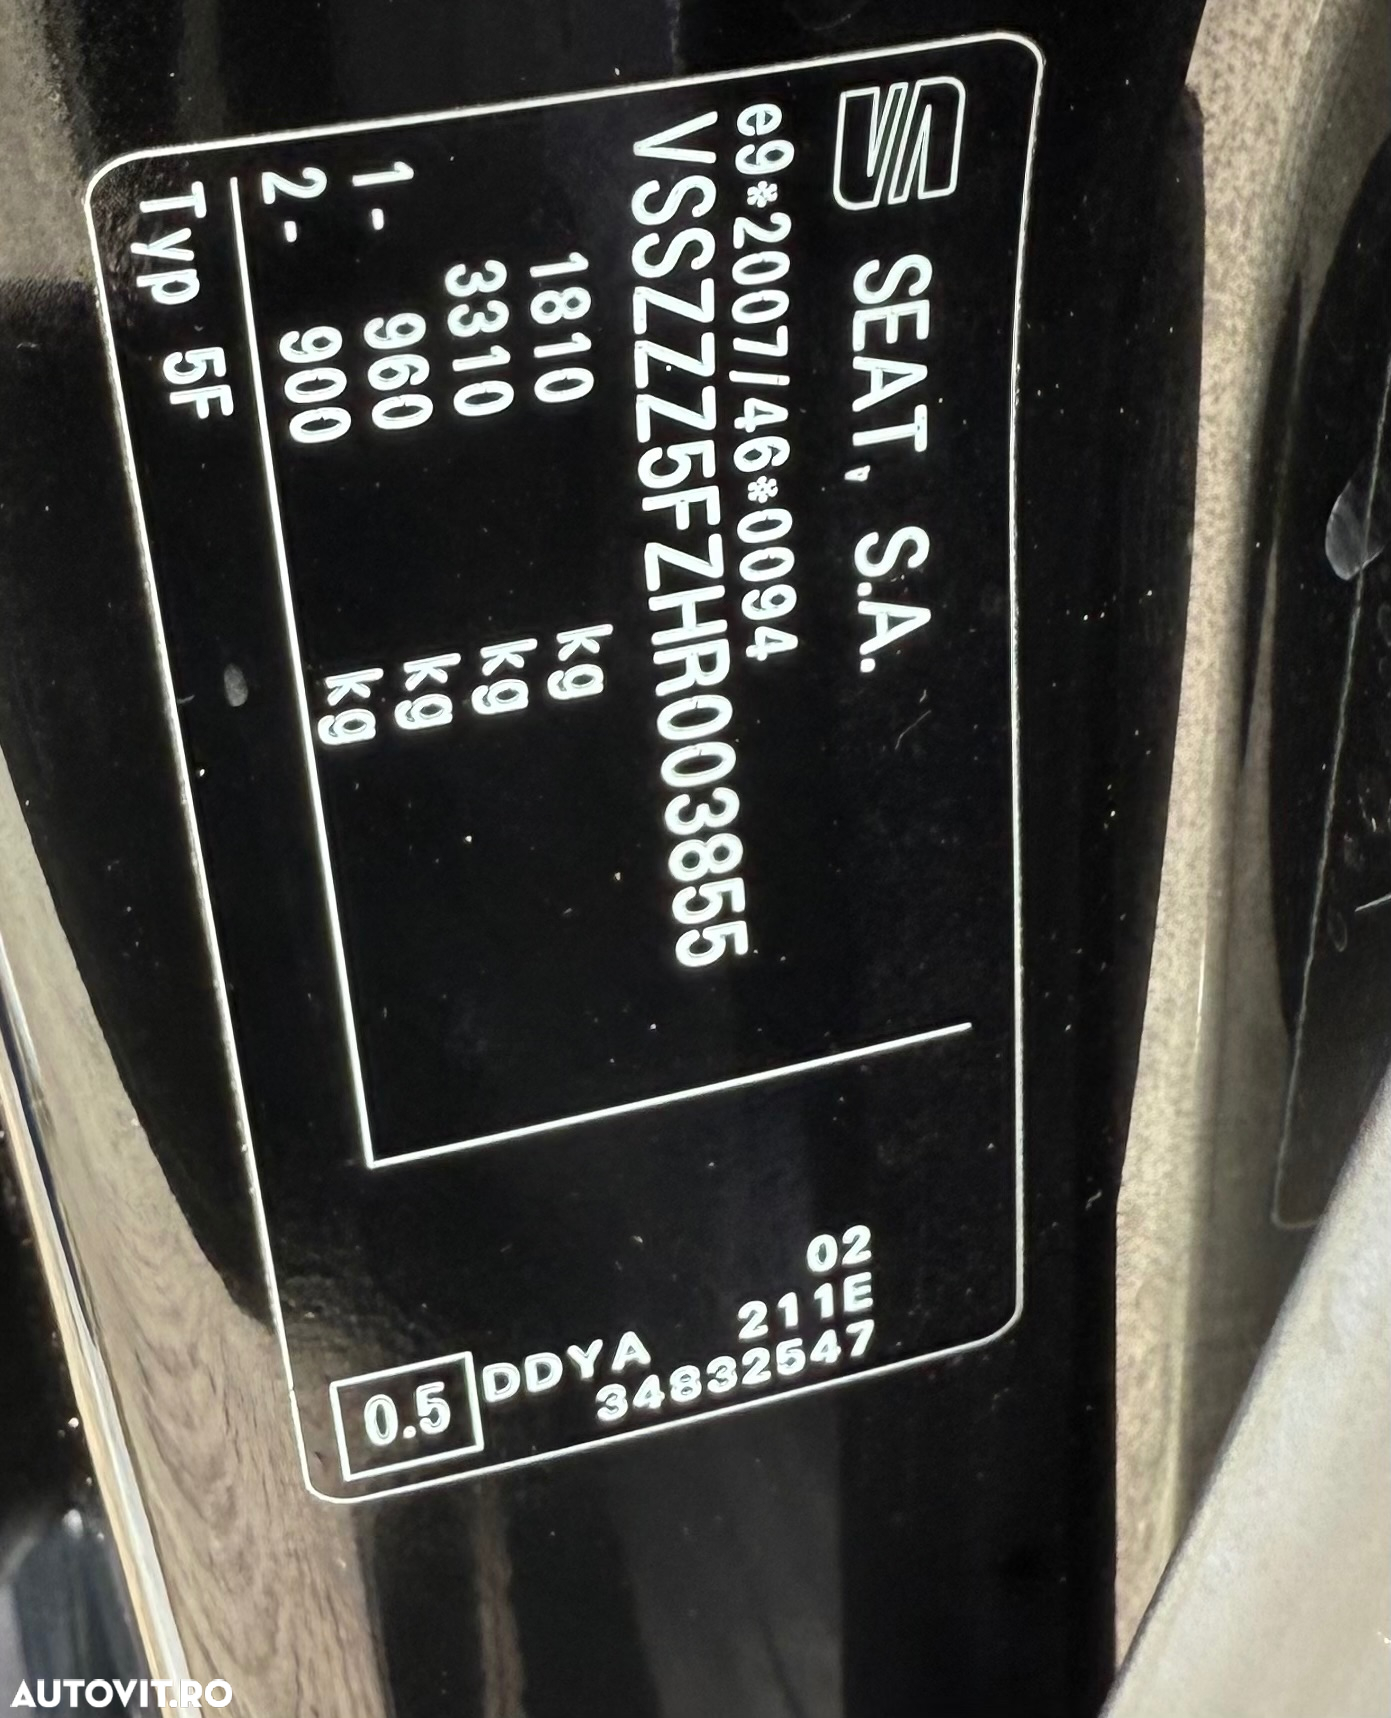 SEAT, S.A.
e9*2007/46*0094
VSSZZZ5FZHR003855
1810 kg
3310 kg
1- 960 kg
2- 900 kg
Typ 5F
02
211E
34832547
DDYA
0.5
AUTOVIT.RO